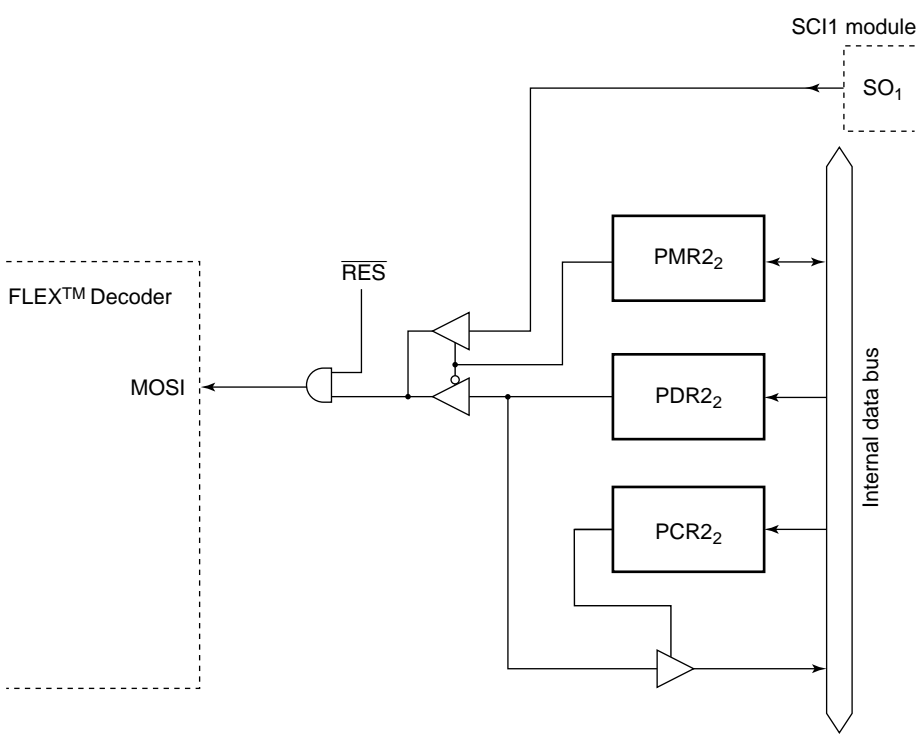 SCI1 module
SO₁
PMR2₂
RES
FLEX™ Decoder
MOSI
PDR2₂
Internal data bus
PCR2₂